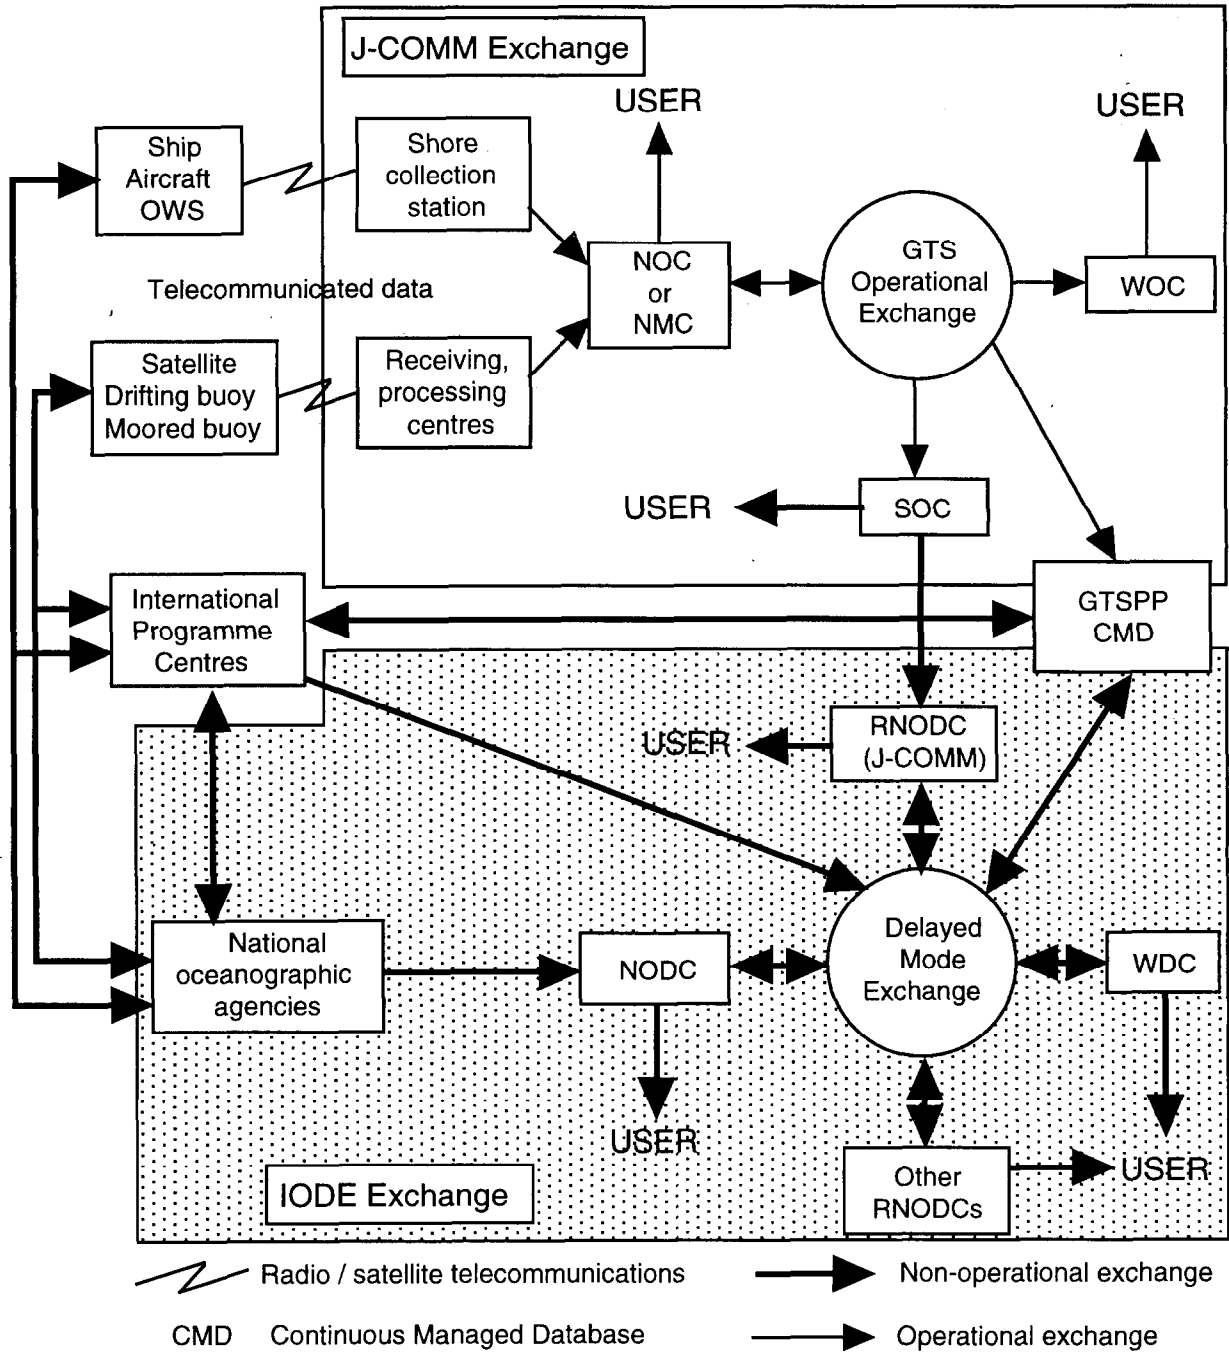 J-COMM Exchange
USER
USER
Ship
Aircraft
OWS
Shore
collection
station
NOC
or
NMC
GTS
Operational
Exchange
WOC
Telecommunicated data
Satellite
Drifting buoy
Moored buoy
Receiving,
processing
centres
USER
SOC
International
Programme
Centres
GTSPP
CMD
USER
RNODC
(J-COMM)
National
oceanographic
agencies
NODC
Delayed
Mode
Exchange
WDC
USER
Other
RNODCs
USER
IODE Exchange
Radio / satellite telecommunications
Non-operational exchange
CMD Continuous Managed Database
Operational exchange